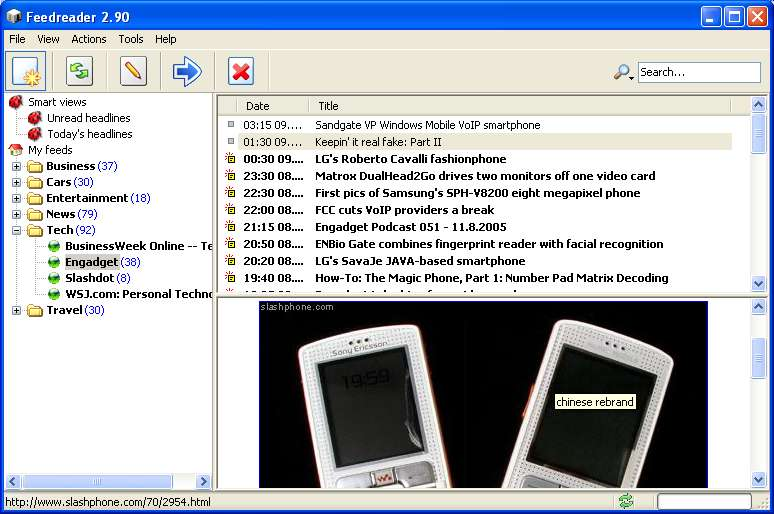 Feedreader 2.90
File View Actions Tools Help
Search...
Smart views
Unread headlines
Today's headlines
My feeds
Business (37)
Cars (30)
Entertainment (18)
News (79)
Tech (92)
BusinessWeek Online -- Te
Engadget (38)
Slashdot (8)
WSJ.com: Personal Techno
Travel (30)
Date Title
03:15 09.... Sandgate VP Windows Mobile VoIP smartphone
01:30 09.... Keepin' it real fake: Part II
00:30 09.... LG's Roberto Cavalli fashionphone
23:30 08.... Matrox DualHead2Go drives two monitors off one video card
22:30 08.... First pics of Samsung's SPH-V8200 eight megapixel phone
22:00 08.... FCC cuts VoIP providers a break
21:15 08.... Engadget Podcast 051 - 11.8.2005
20:50 08.... ENBio Gate combines fingerprint reader with facial recognition
20:20 08.... LG's SavaJe JAVA-based smartphone
19:40 08.... How-To: The Magic Phone, Part 1: Number Pad Matrix Decoding
slashphone.com
Sony Ericsson
19:59
chinese rebrand
http://www.slashphone.com/70/2954.html